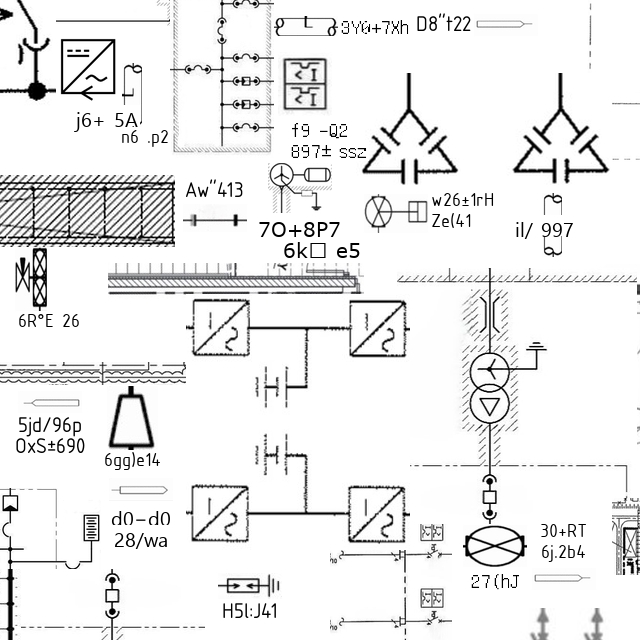 3Y0+7Xh
D8"t22
j6+ 5A
n6 .p2
f9 -Q2
897± ssz
Aw"413
w26±1rH
Ze(41
7O+8P7
6k□ e5
il/ 997
6R°E 26
5jd/96p
OxS±690
6gg)e14
d0-d0
28/wa
30+RT
6j.2b4
27(hJ
H5l:J41